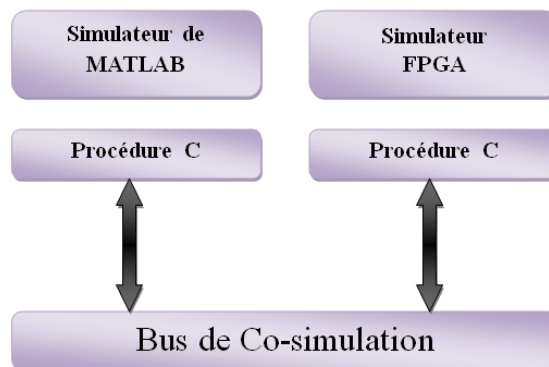 Simulateur de
MATLAB
Simulateur
FPGA
Procédure C
Procédure C
Bus de Co-simulation